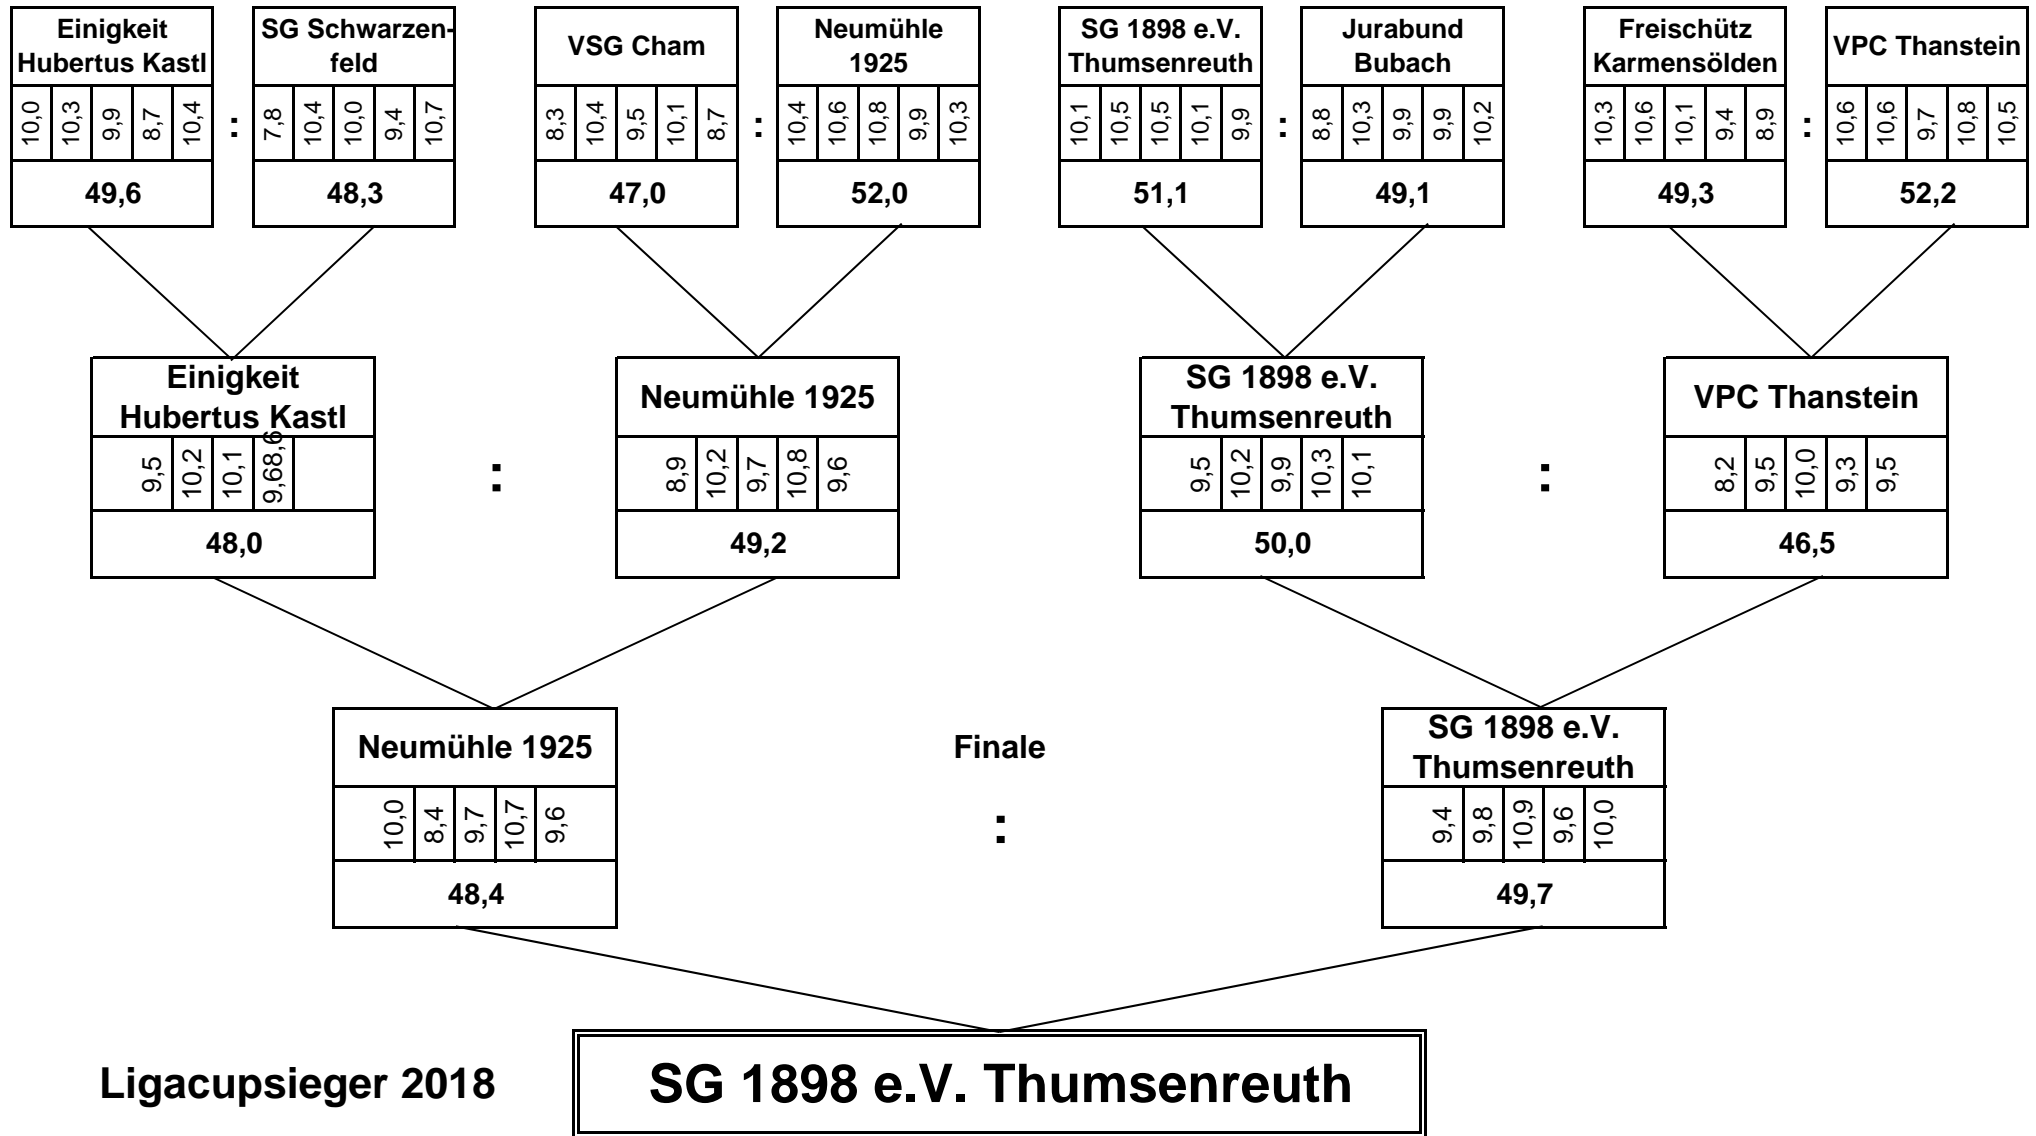 Einigkeit
Hubertus Kastl
10,0 10,3 9,9 8,7 10,4
49,6
:
SG Schwarzen-
feld
7,8 10,4 10,0 9,4 10,7
48,3
VSG Cham
8,3 10,4 9,5 10,1 8,7
47,0
:
Neumühle
1925
10,4 10,6 10,8 9,9 10,3
52,0
SG 1898 e.V.
Thumsenreuth
10,1 10,5 10,5 10,1 9,9
51,1
:
Jurabund
Bubach
8,8 10,3 9,9 9,9 10,2
49,1
Freischütz
Karmensölden
10,3 10,6 10,1 9,4 8,9
49,3
:
VPC Thanstein
10,6 10,6 9,7 10,8 10,5
52,2
Einigkeit
Hubertus Kastl
9,5 10,2 10,1 9,68,6
48,0
:
Neumühle 1925
8,9 10,2 9,7 10,8 9,6
49,2
SG 1898 e.V.
Thumsenreuth
9,5 10,2 9,9 10,3 10,1
50,0
:
VPC Thanstein
8,2 9,5 10,0 9,3 9,5
46,5
Neumühle 1925
10,0 8,4 9,7 10,7 9,6
48,4
Finale
:
SG 1898 e.V.
Thumsenreuth
9,4 9,8 10,9 9,6 10,0
49,7
Ligacupsieger 2018
SG 1898 e.V. Thumsenreuth